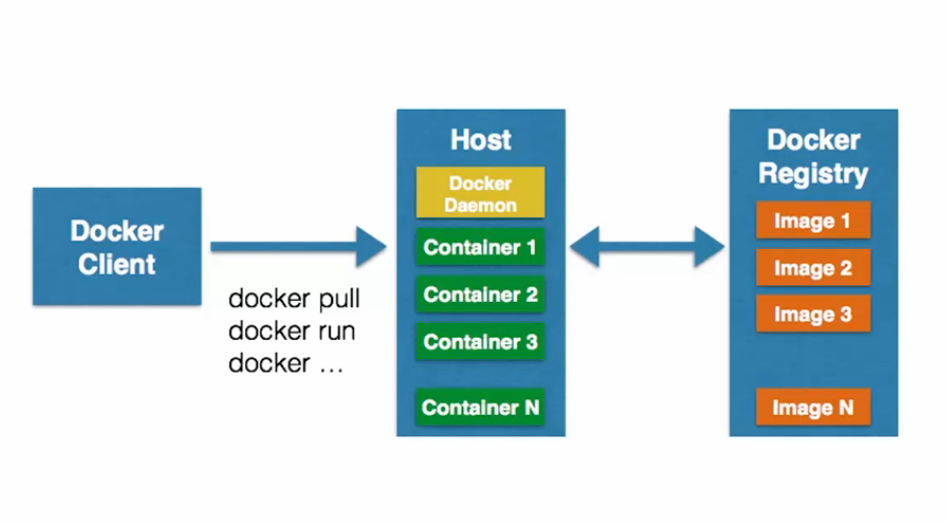 Docker
Client
docker pull
docker run
docker ...
Host
Docker
Daemon
Container 1
Container 2
Container 3
Container N
Docker
Registry
Image 1
Image 2
Image 3
Image N